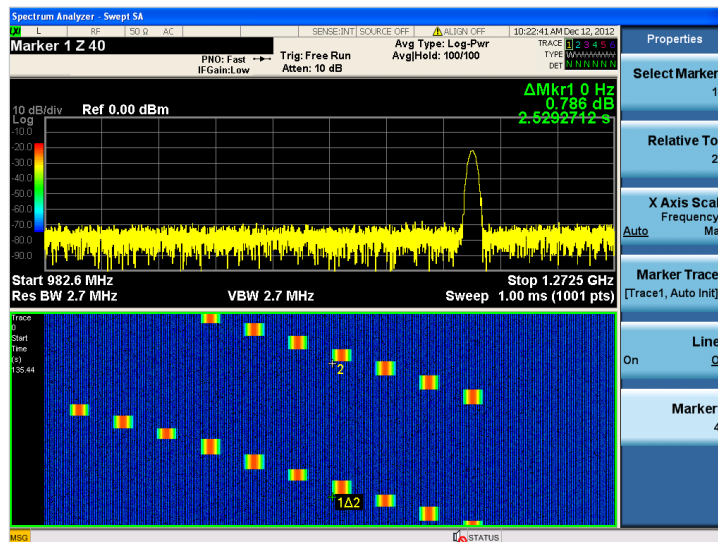 Spectrum Analyzer - Swept SA
L RF 50 Ω AC SENSE:INT SOURCE OFF ALIGN OFF 10:22:41 AM Dec 12, 2012
Marker 1 Z 40
PNO: Fast
IFGain:Low
Trig: Free Run
Atten: 10 dB
Avg Type: Log-Pwr
Avg|Hold: 100/100
TRACE 1 2 3 4 5 6
TYPE
DET N N N N N N
ΔMkr1 0 Hz
0.786 dB
2.5292712 s
10 dB/div Ref 0.00 dBm
Log
-10.0
-20.0
-30.0
-40.0
-50.0
-60.0
-70.0
-80.0
-90.0
Start 982.6 MHz Stop 1.2725 GHz
Res BW 2.7 MHz VBW 2.7 MHz Sweep 1.00 ms (1001 pts)
Trace
0
Start
Time
(s)
135.44
2
1Δ2
Properties
Select Marker
1
Relative To
2
X Axis Scal
Frequency
Auto Ma
Marker Trace
[Trace1, Auto Init]
Line
On
Marker
4
MSG STATUS